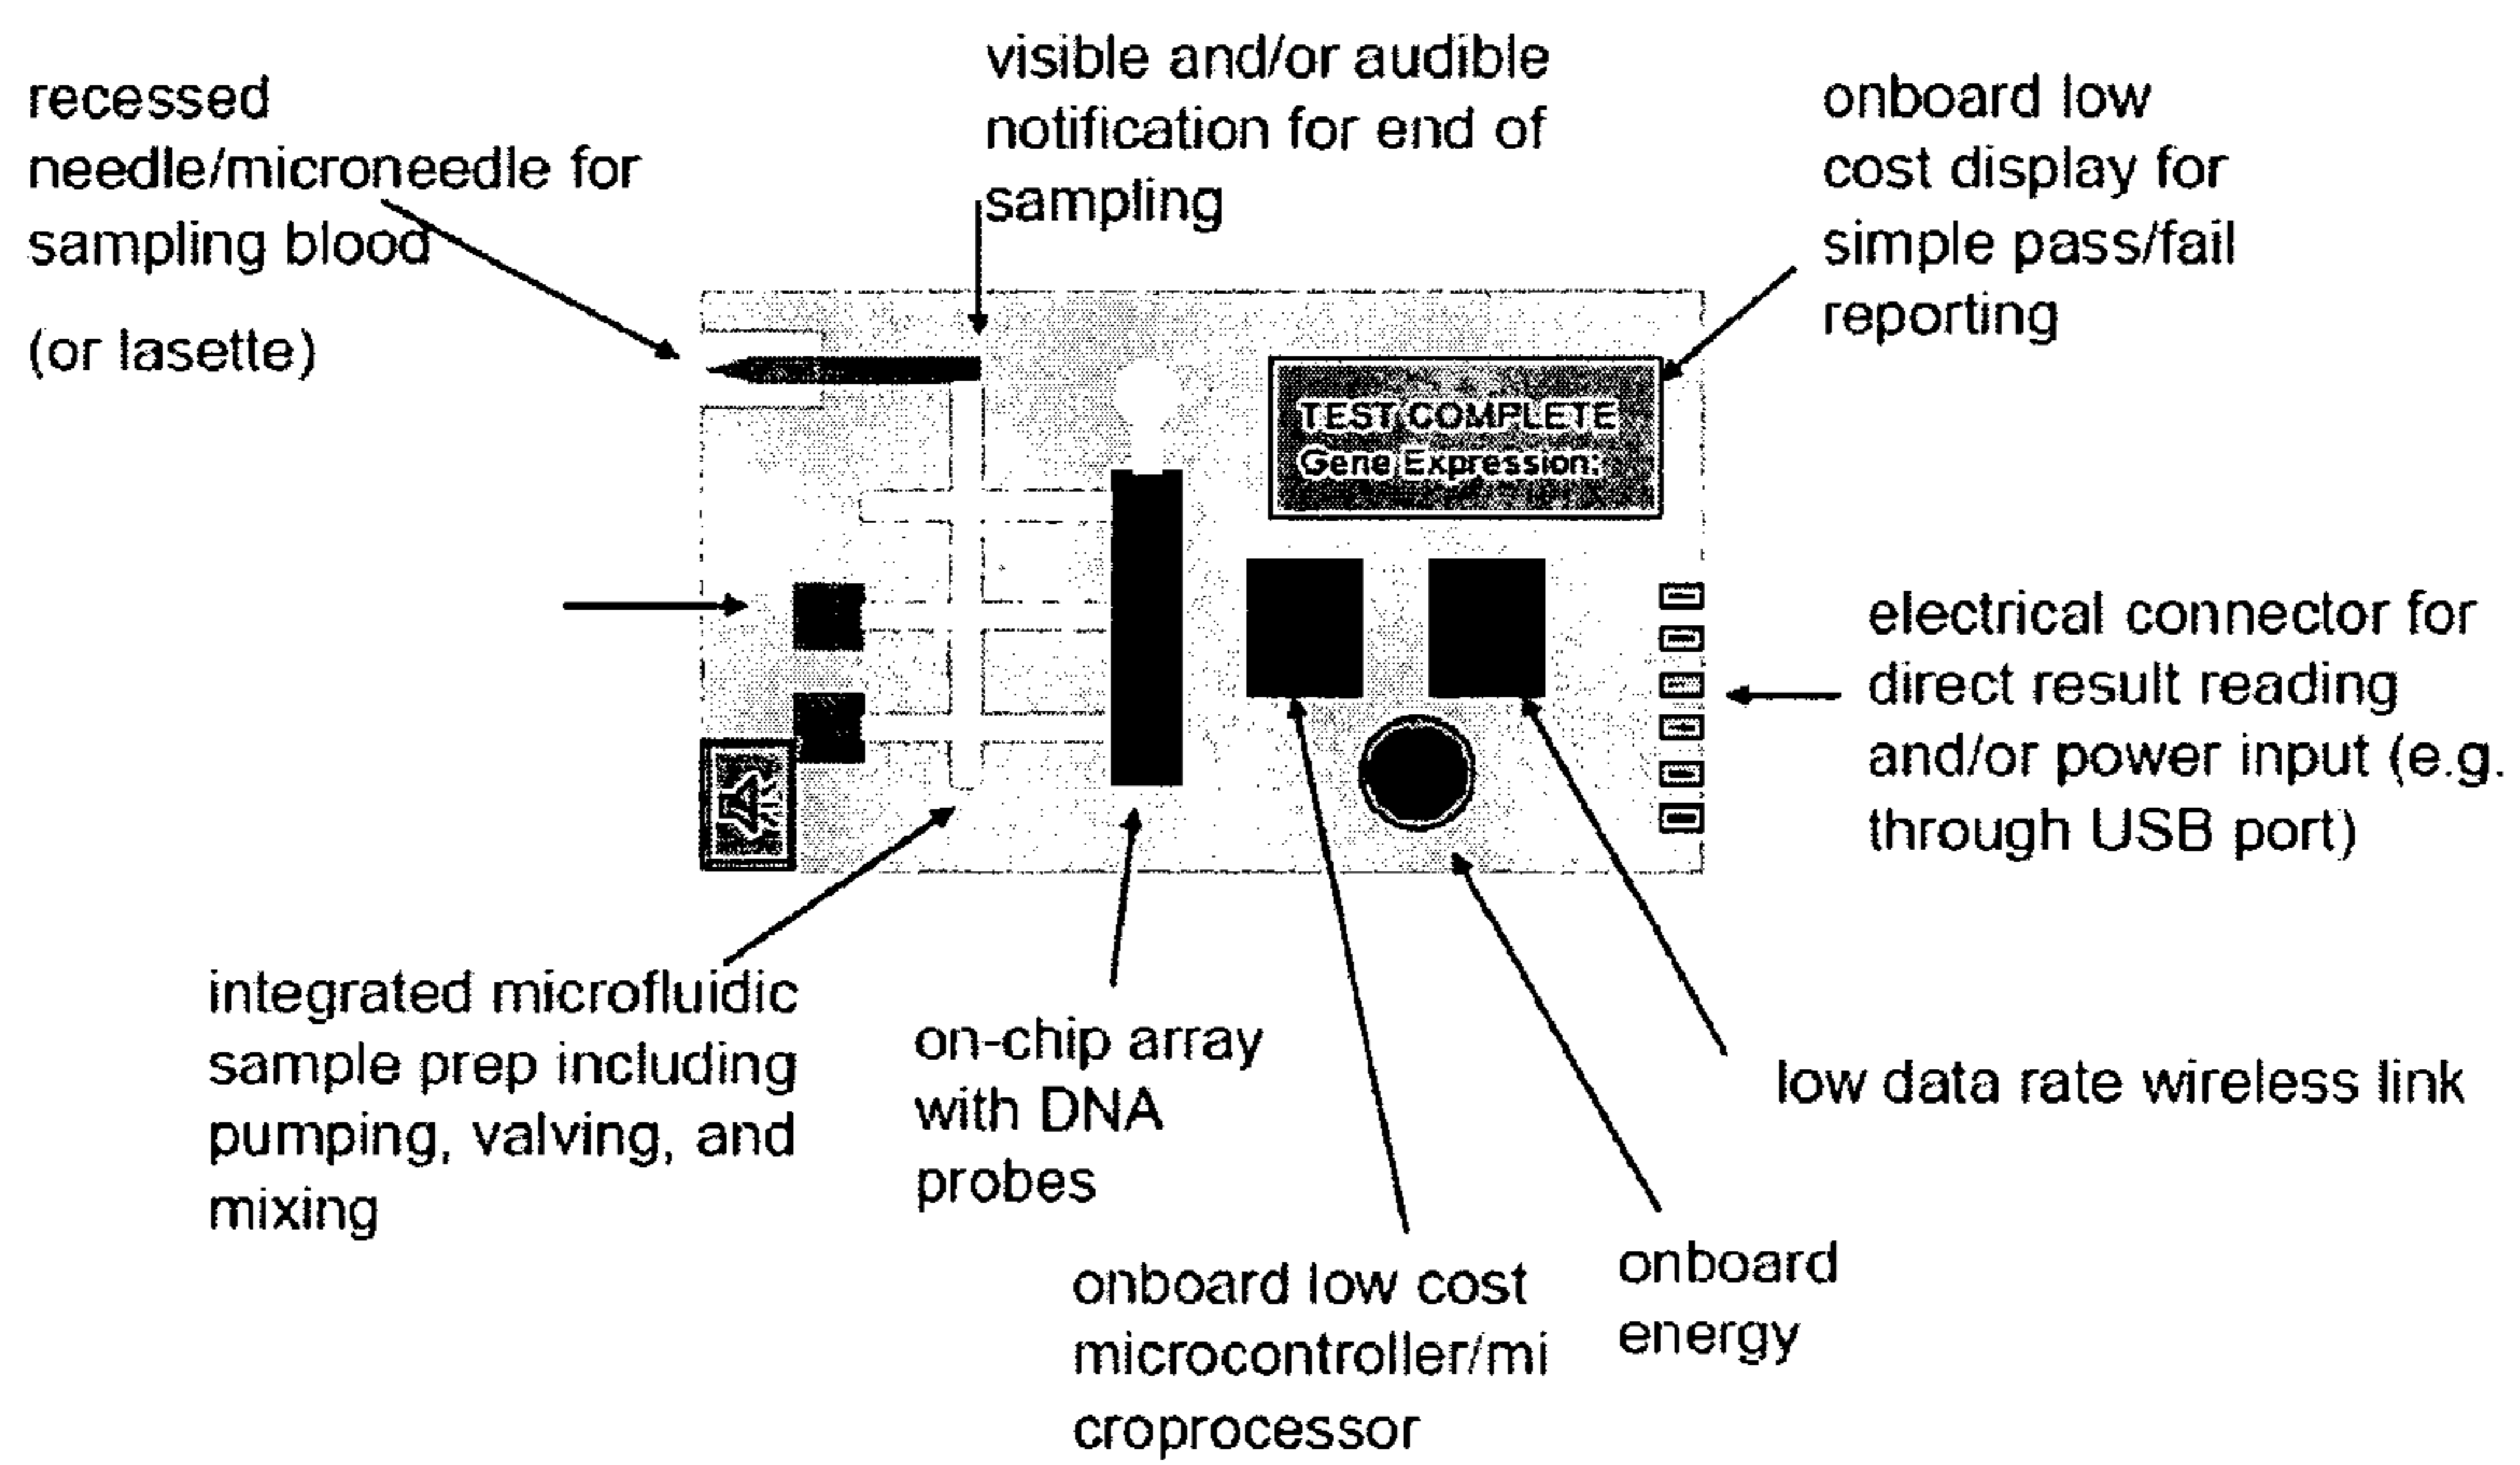 recessed
needle/microneedle for
sampling blood
(or lasette)
visible and/or audible
notification for end of
sampling
onboard low
cost display for
simple pass/fail
reporting
TEST COMPLETE
Gene Expression:
electrical connector for
direct result reading
and/or power input (e.g.
through USB port)
integrated microfluidic
sample prep including
pumping, valving, and
mixing
on-chip array
with DNA
probes
onboard low cost
microcontroller/mi
croprocessor
onboard
energy
low data rate wireless link